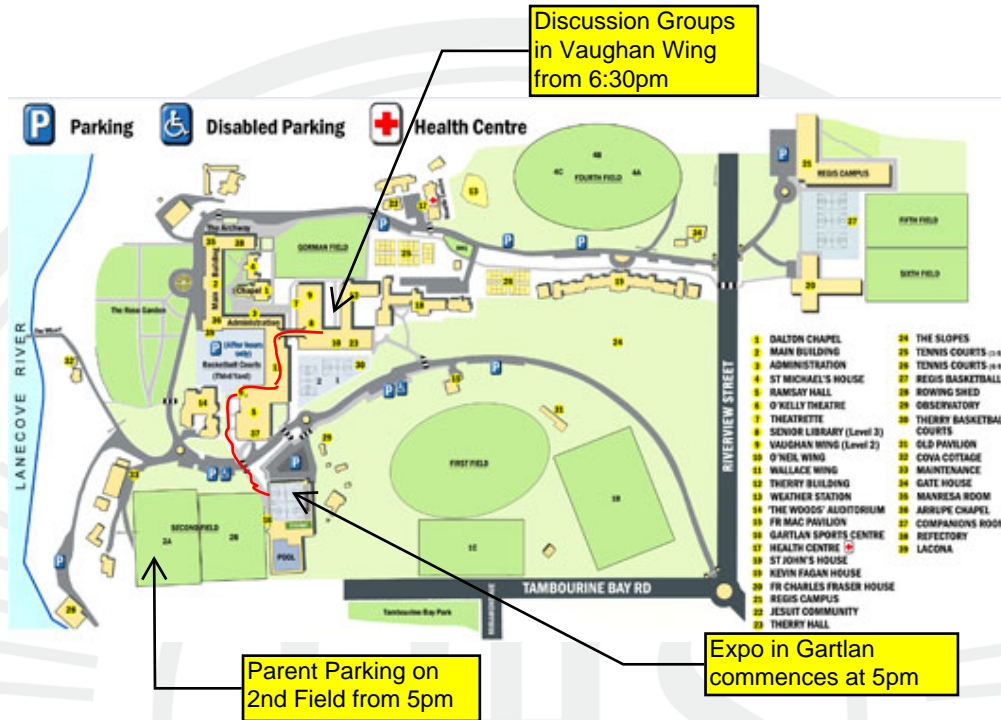 Discussion Groups
in Vaughan Wing
from 6:30pm
P Parking
Disabled Parking
Health Centre
4B
4C
4A
FOURTH FIELD
REGIS CAMPUS
The Archway
GORMAN FIELD
FIFTH FIELD
SIXTH FIELD
Main Building
Chapel
The Rose Garden
Administration
(After hours
only)
Basketball Courts
(Third Yard)
LANECOVE RIVER
RIVERVIEW STREET
FIRST FIELD
1B
1C
SECOND FIELD
2A
2B
POOL
TAMBOURINE BAY RD
Tambourine Bay Park
1 DALTON CHAPEL
2 MAIN BUILDING
3 ADMINISTRATION
4 ST MICHAEL'S HOUSE
5 RAMSAY HALL
6 O'KELLY THEATRE
7 THEATRETTE
8 SENIOR LIBRARY (Level 3)
9 VAUGHAN WING (Level 2)
10 O'NEIL WING
11 WALLACE WING
12 THERRY BUILDING
13 WEATHER STATION
14 'THE WOODS' AUDITORIUM
15 FR MAC PAVILION
16 GARTLAN SPORTS CENTRE
17 HEALTH CENTRE
18 ST JOHN'S HOUSE
19 KEVIN FAGAN HOUSE
20 FR CHARLES FRASER HOUSE
21 REGIS CAMPUS
22 JESUIT COMMUNITY
23 THERRY HALL
24 THE SLOPES
25 TENNIS COURTS
26 TENNIS COURTS
27 REGIS BASKETBALL
28 ROWING SHED
29 OBSERVATORY
30 THERRY BASKETBAL
COURTS
31 OLD PAVILION
32 COVA COTTAGE
33 MAINTENANCE
34 GATE HOUSE
35 MANRESA ROOM
36 ARRUPE CHAPEL
37 COMPANIONS ROOM
38 REFECTORY
39 LACONA
Parent Parking on
2nd Field from 5pm
Expo in Gartlan
commences at 5pm